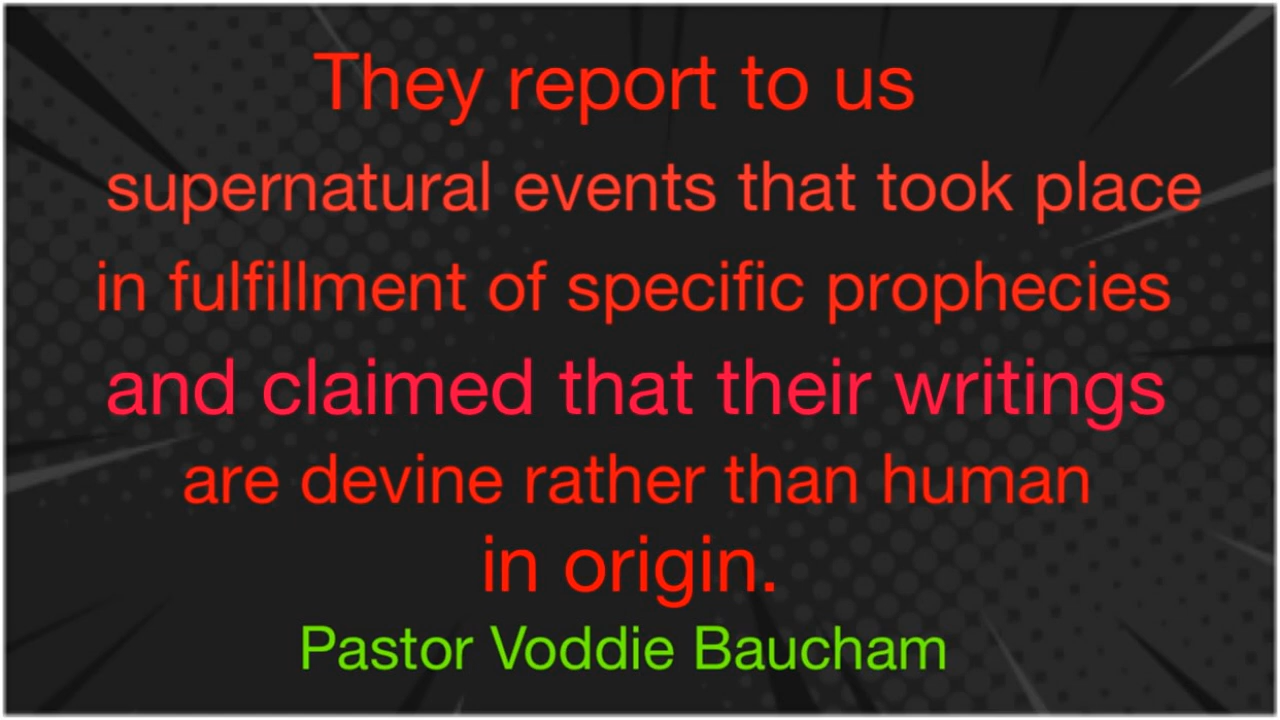 They report to us
supernatural events that took place
in fulfillment of specific prophecies
and claimed that their writings
are devine rather than human
in origin.
Pastor Voddie Baucham